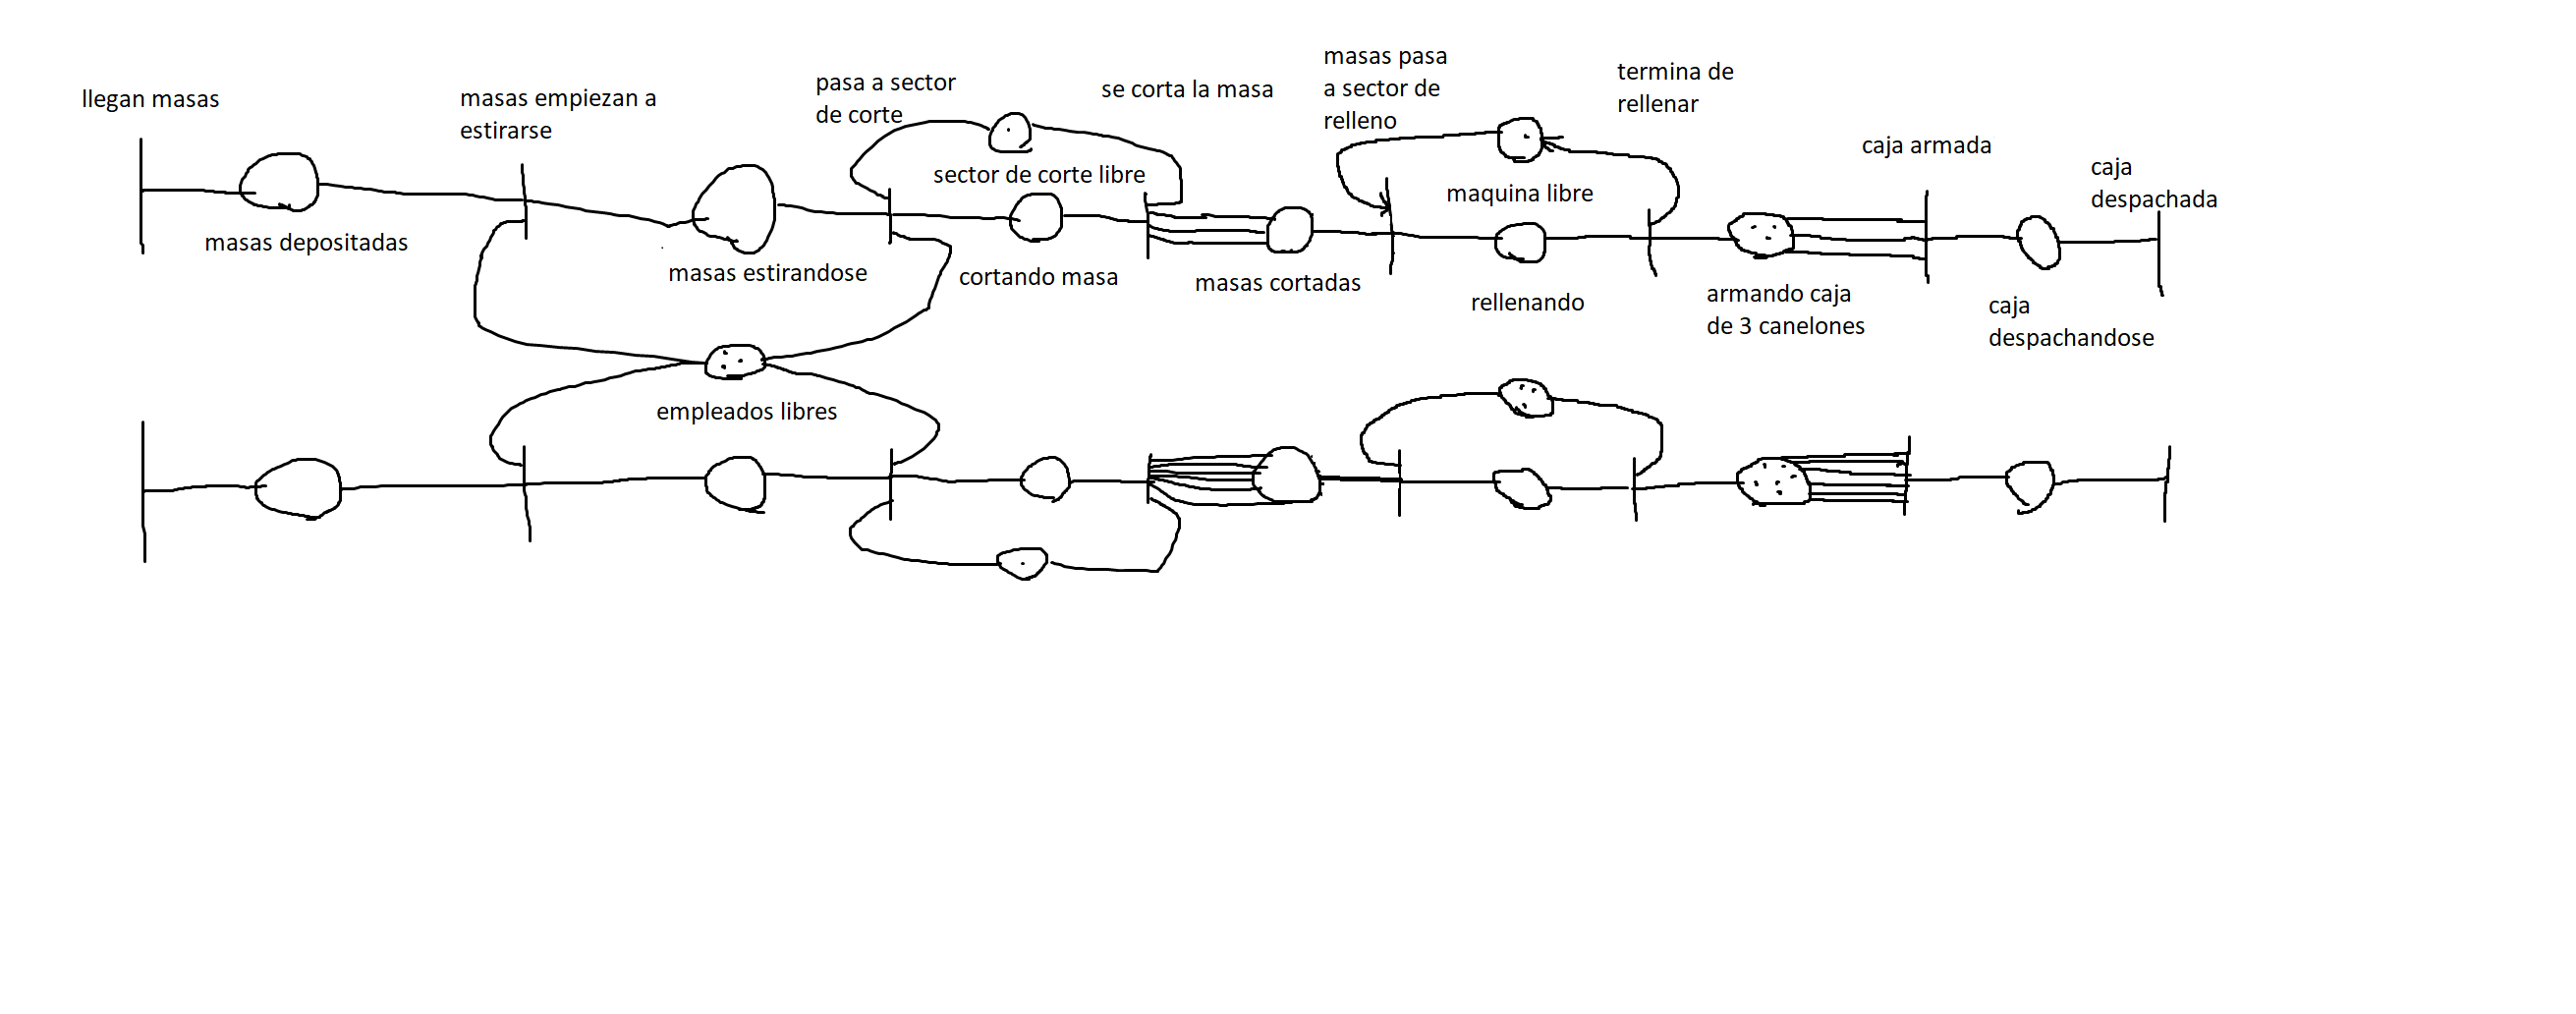 llegan masas
masas empiezan a
estirarse
pasa a sector
de corte
se corta la masa
masas pasa
a sector de
relleno
termina de
rellenar
caja armada
caja
despachada
masas depositadas
masas estirandose
sector de corte libre
cortando masa
masas cortadas
maquina libre
rellenando
armando caja
de 3 canelones
caja
despachandose
empleados libres